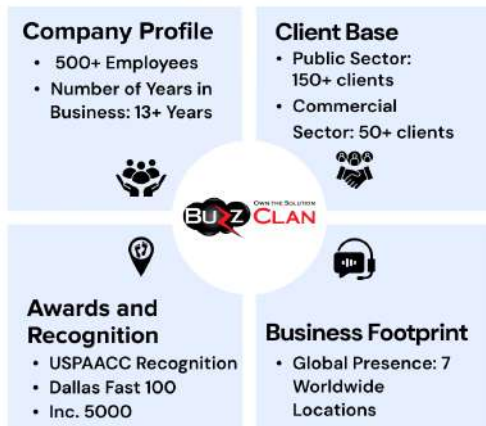 Company Profile
• 500+ Employees
• Number of Years in
Business: 13+ Years
Client Base
• Public Sector:
150+ clients
• Commercial
Sector: 50+ clients
OWN THE SOLUTION
BUZZ CLAN
Awards and
Recognition
• USPAACC Recognition
• Dallas Fast 100
• Inc. 5000
Business Footprint
• Global Presence: 7
Worldwide
Locations